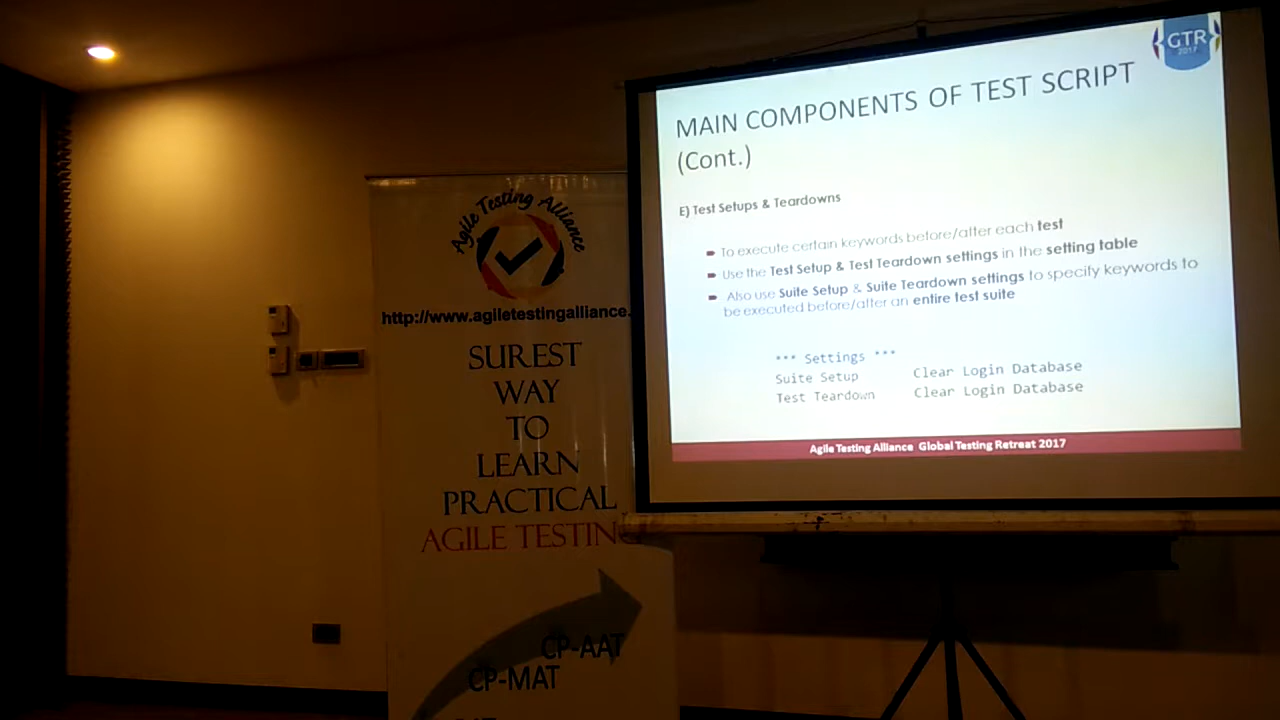 Agile Testing Alliance
http://www.agiletestingalliance.
SUREST
WAY
TO
LEARN
PRACTICAL
AGILE TESTING
CP-AAT
CP-MAT
GTR
2017
MAIN COMPONENTS OF TEST SCRIPT
(Cont.)
E) Test Setups & Teardowns
To execute certain keywords before/after each test
Use the Test Setup & Test Teardown settings in the setting table
Also use Suite Setup & Suite Teardown settings to specify keywords to
be executed before/after an entire test suite
*** Settings ***
Suite Setup Clear Login Database
Test Teardown Clear Login Database
Agile Testing Alliance Global Testing Retreat 2017